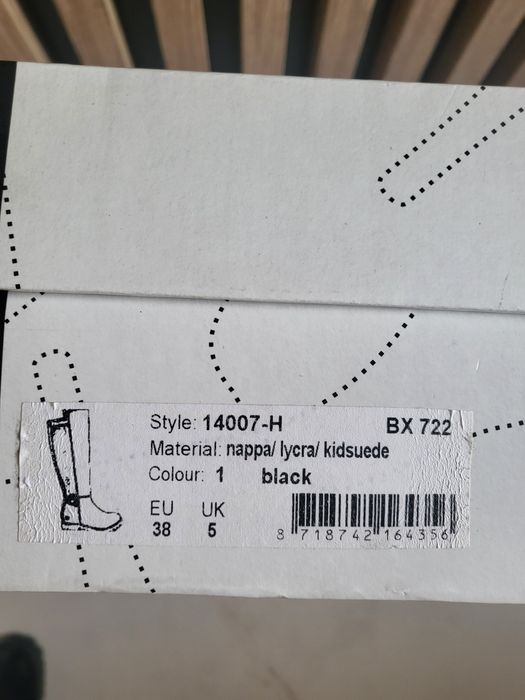 Style: 14007-H BX 722
Material: nappa/ lycra/ kidsuede
Colour: 1 black
EU UK
38 5
8 718742 164356